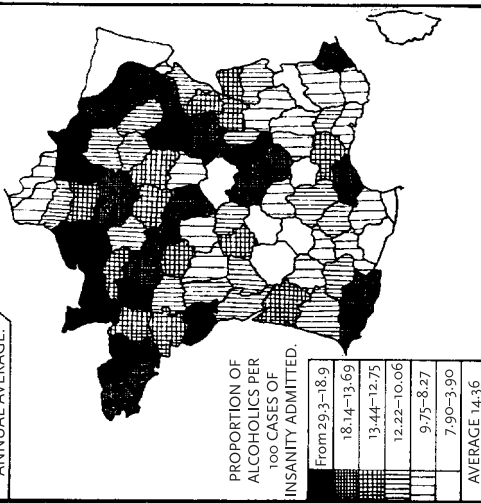 ANNUAL AVERAGE.
PROPORTION OF
ALCOHOLICS PER
100 CASES OF
INSANITY ADMITTED.
From 29.3–18.9
18.14–13.69
13.44–12.75
12.22–10.06
9.75–8.27
7.90–3.90
AVERAGE 14.36